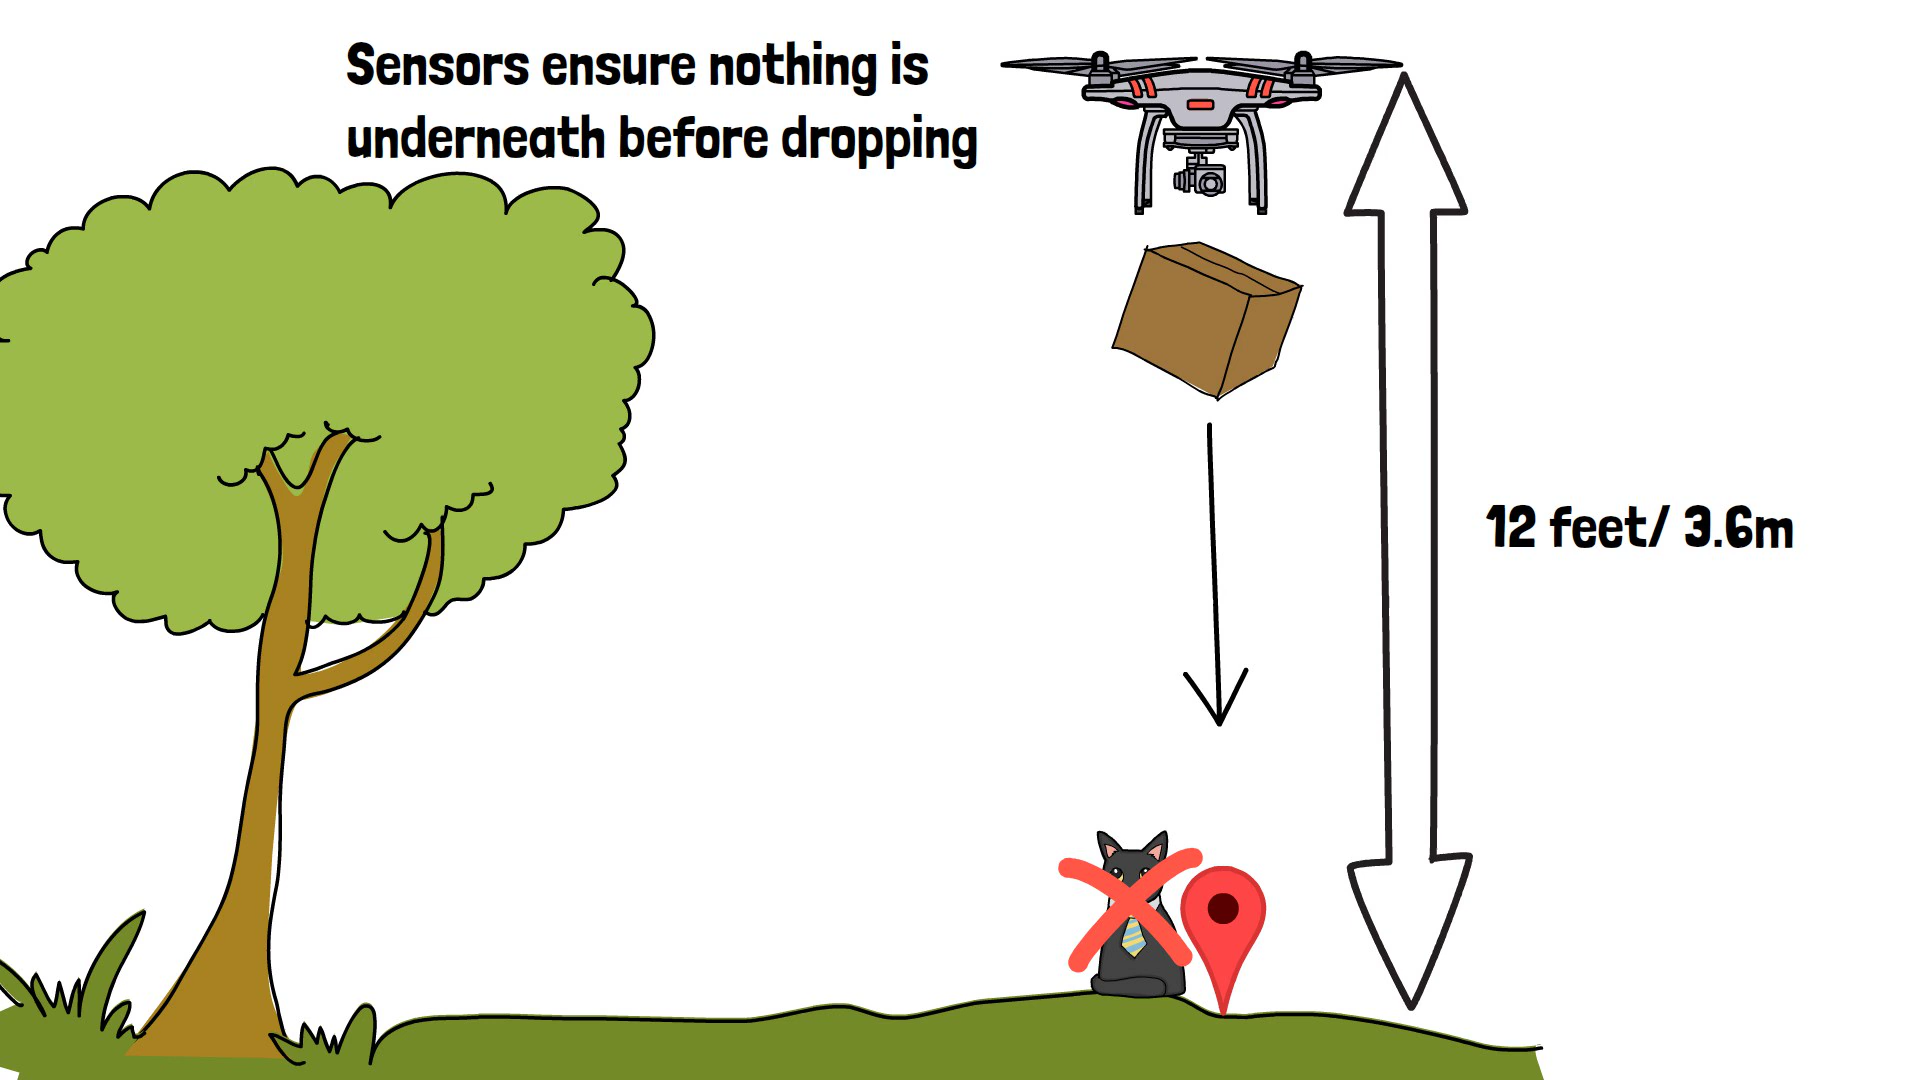 Sensors ensure nothing is
underneath before dropping
12 feet/ 3.6m